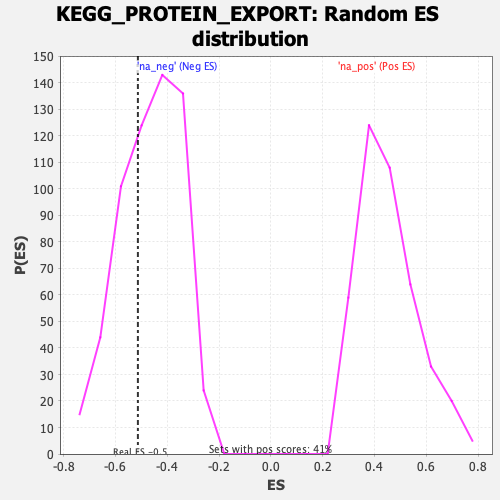 KEGG_PROTEIN_EXPORT: Random ES
distribution
'na_neg' (Neg ES)
'na_pos' (Pos ES)
150
140
130
120
110
100
90
80
70
60
50
40
30
20
10
0
P(ES)
Real ES -0.5
Sets with pos scores: 41%
-0.8 -0.6 -0.4 -0.2 0.0 0.2 0.4 0.6 0.8
ES